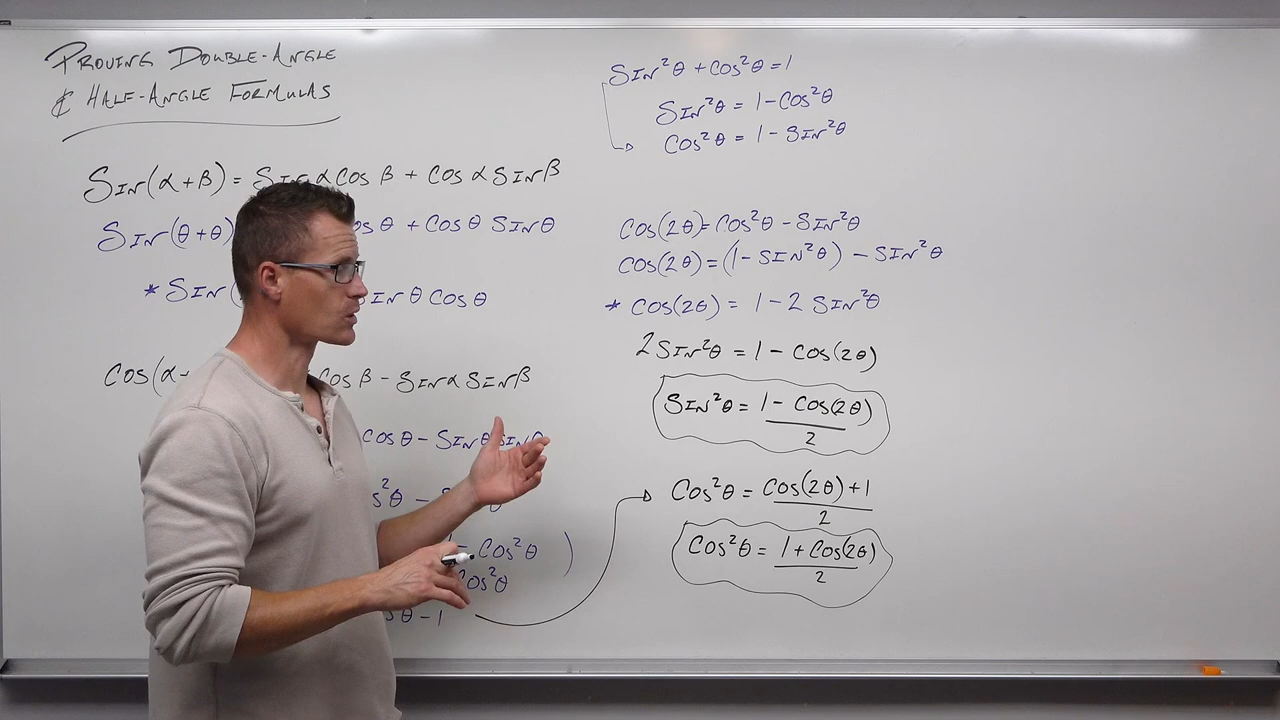 PROVING DOUBLE-ANGLE
& HALF-ANGLE FORMULAS
SIN(α + β) = SIN α COS β + COS α SIN β
SIN(θ + θ) OS θ + COS θ SIN θ
* SIN( SIN θ COS θ
COS(α + COS β - SIN α SIN β
COS θ - SIN θ SIN θ
S²θ -
- COS²θ )
COS²θ
S θ - 1
SIN²θ + COS²θ = 1
SIN²θ = 1 - COS²θ
COS²θ = 1 - SIN²θ
COS(2θ) = COS²θ - SIN²θ
COS(2θ) = (1 - SIN²θ) - SIN²θ
* COS(2θ) = 1 - 2 SIN²θ
2 SIN²θ = 1 - COS(2θ)
SIN²θ = 1 - COS(2θ) / 2
COS²θ = COS(2θ) + 1 / 2
COS²θ = 1 + COS(2θ) / 2